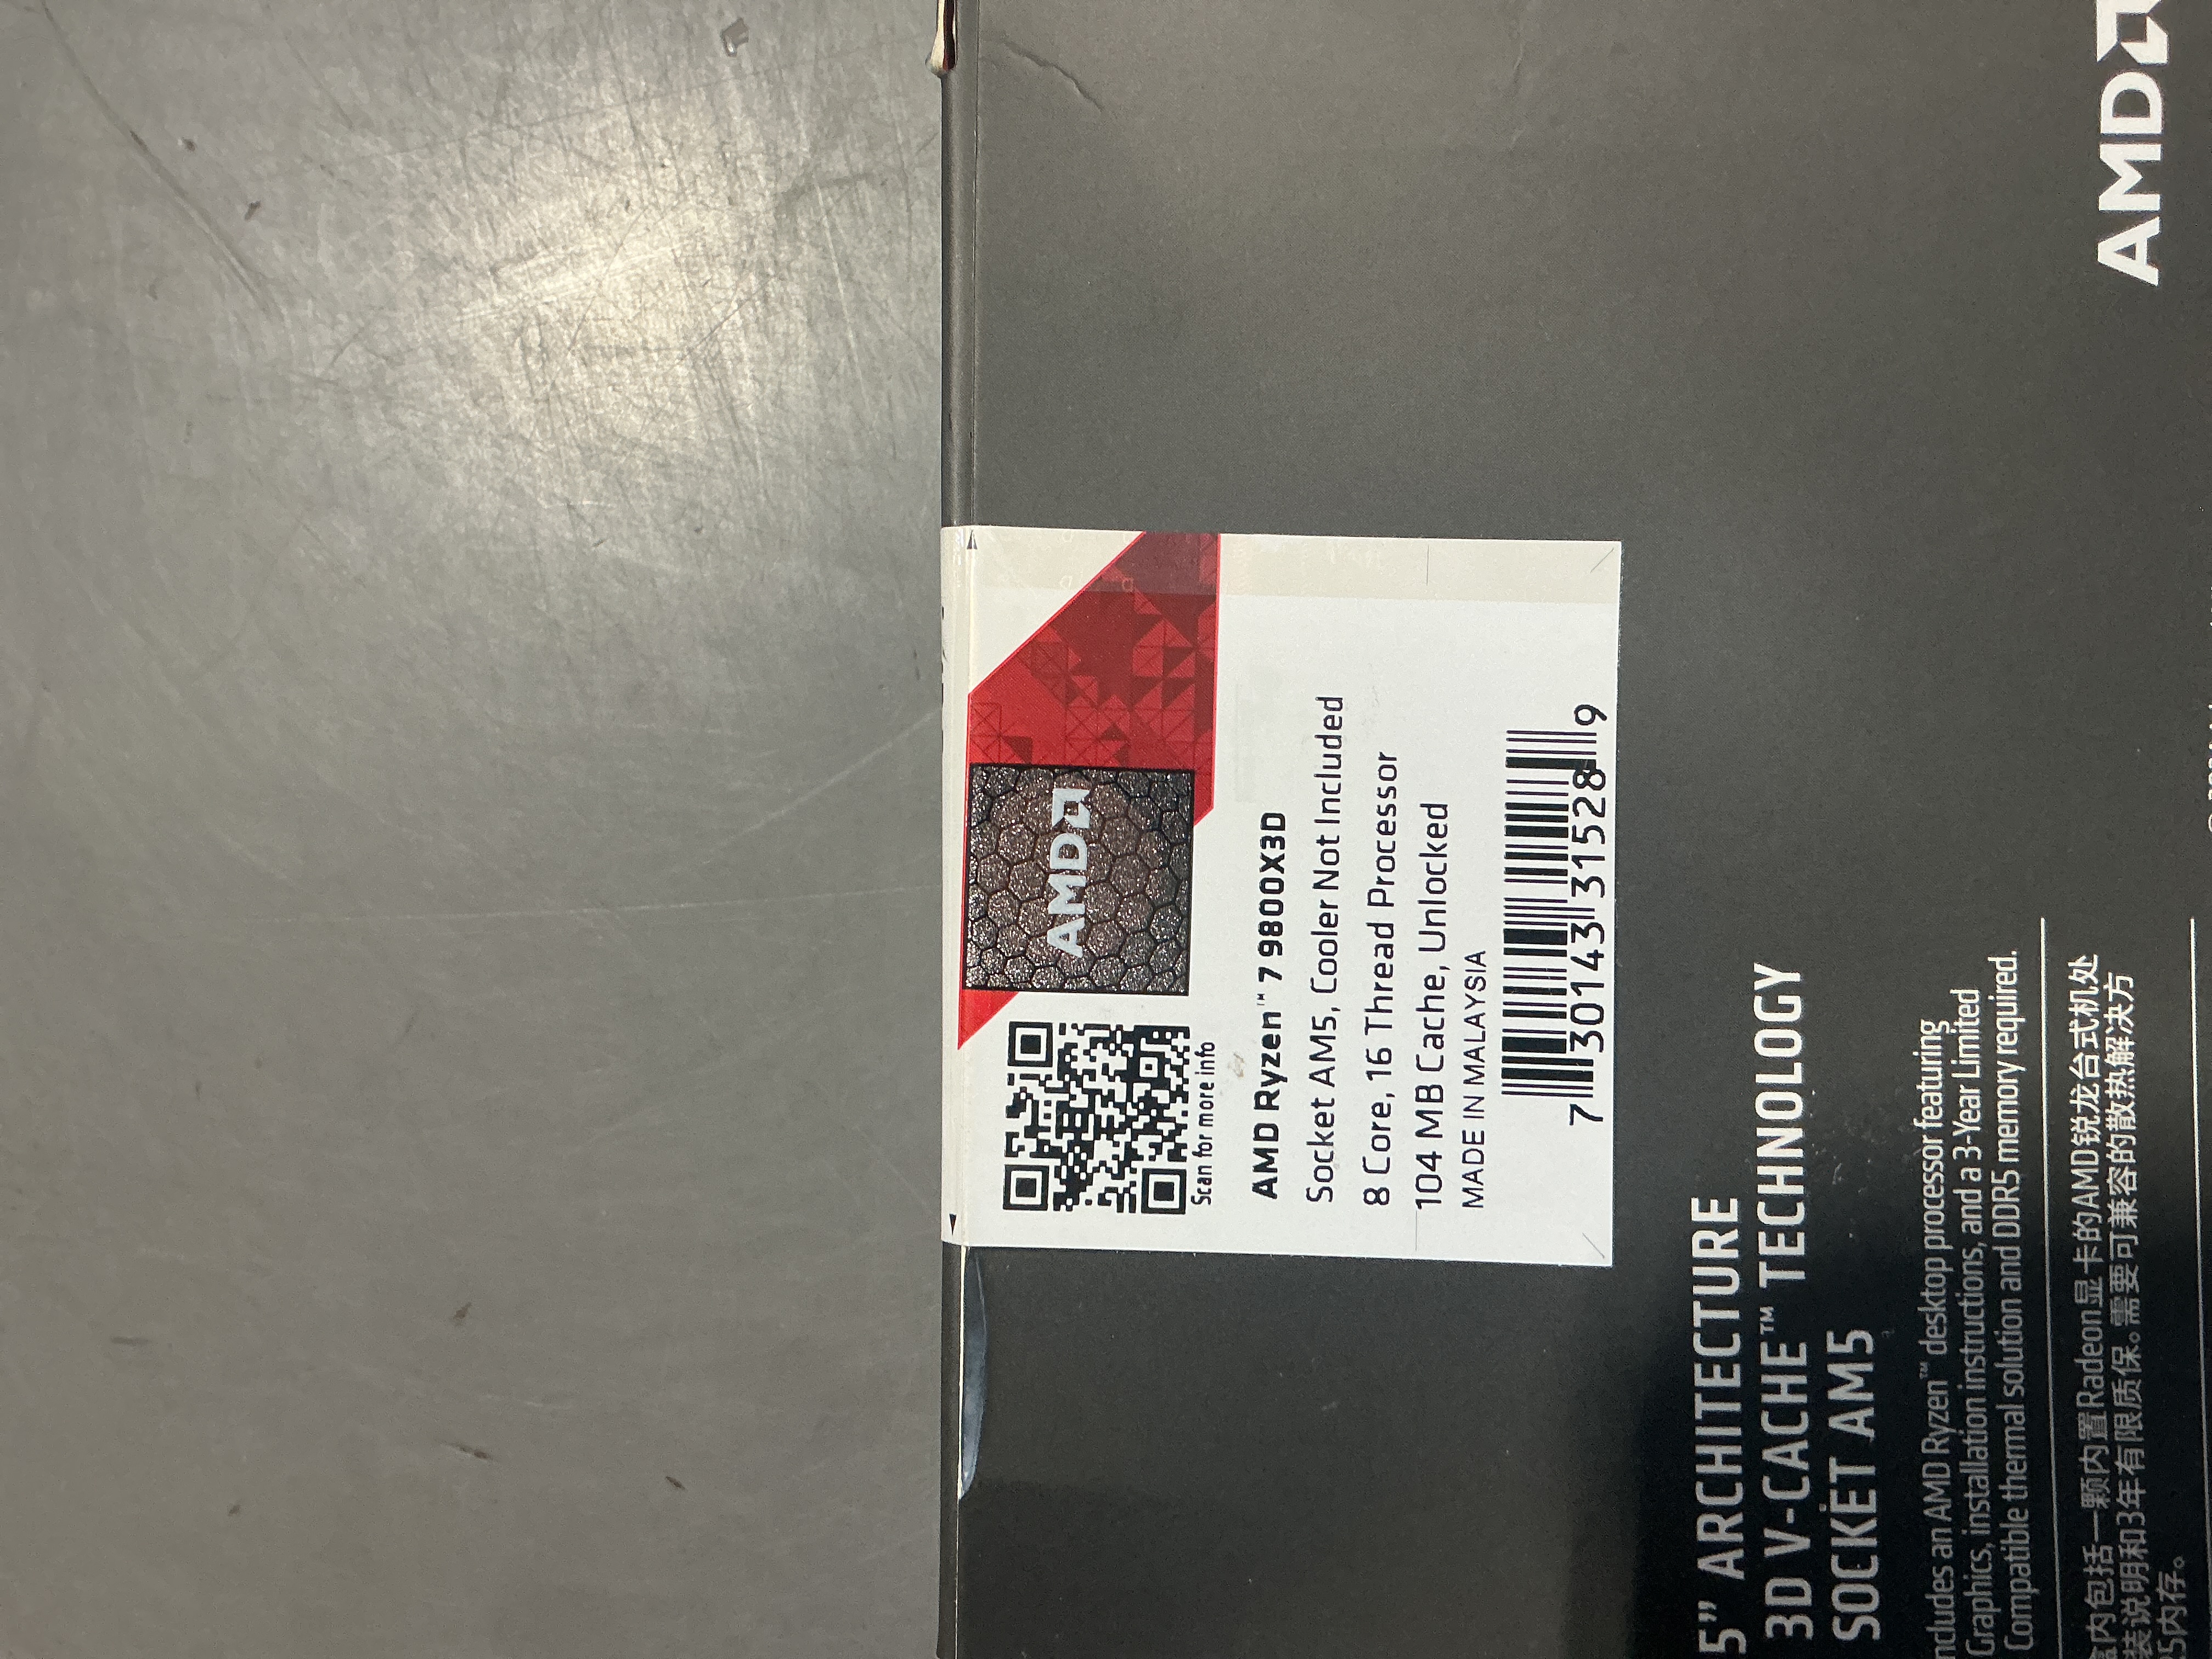 AMD
AMD
Scan for more info
AMD Ryzen™ 7 9800X3D
Socket AM5, Cooler Not Included
8 Core, 16 Thread Processor
104 MB Cache, Unlocked
MADE IN MALAYSIA
7 30143 31528 9
5” ARCHITECTURE
3D V-CACHE™ TECHNOLOGY
SOCKET AM5
ncludes an AMD Ryzen™ desktop processor featuring
Graphics, installation instructions, and a 3-Year Limited
Compatible thermal solution and DDR5 memory required.
盒内包括一颗内置Radeon显卡的AMD锐龙台式机处
装说明和3年有限质保。需要可兼容的散热解决方
R5内存。